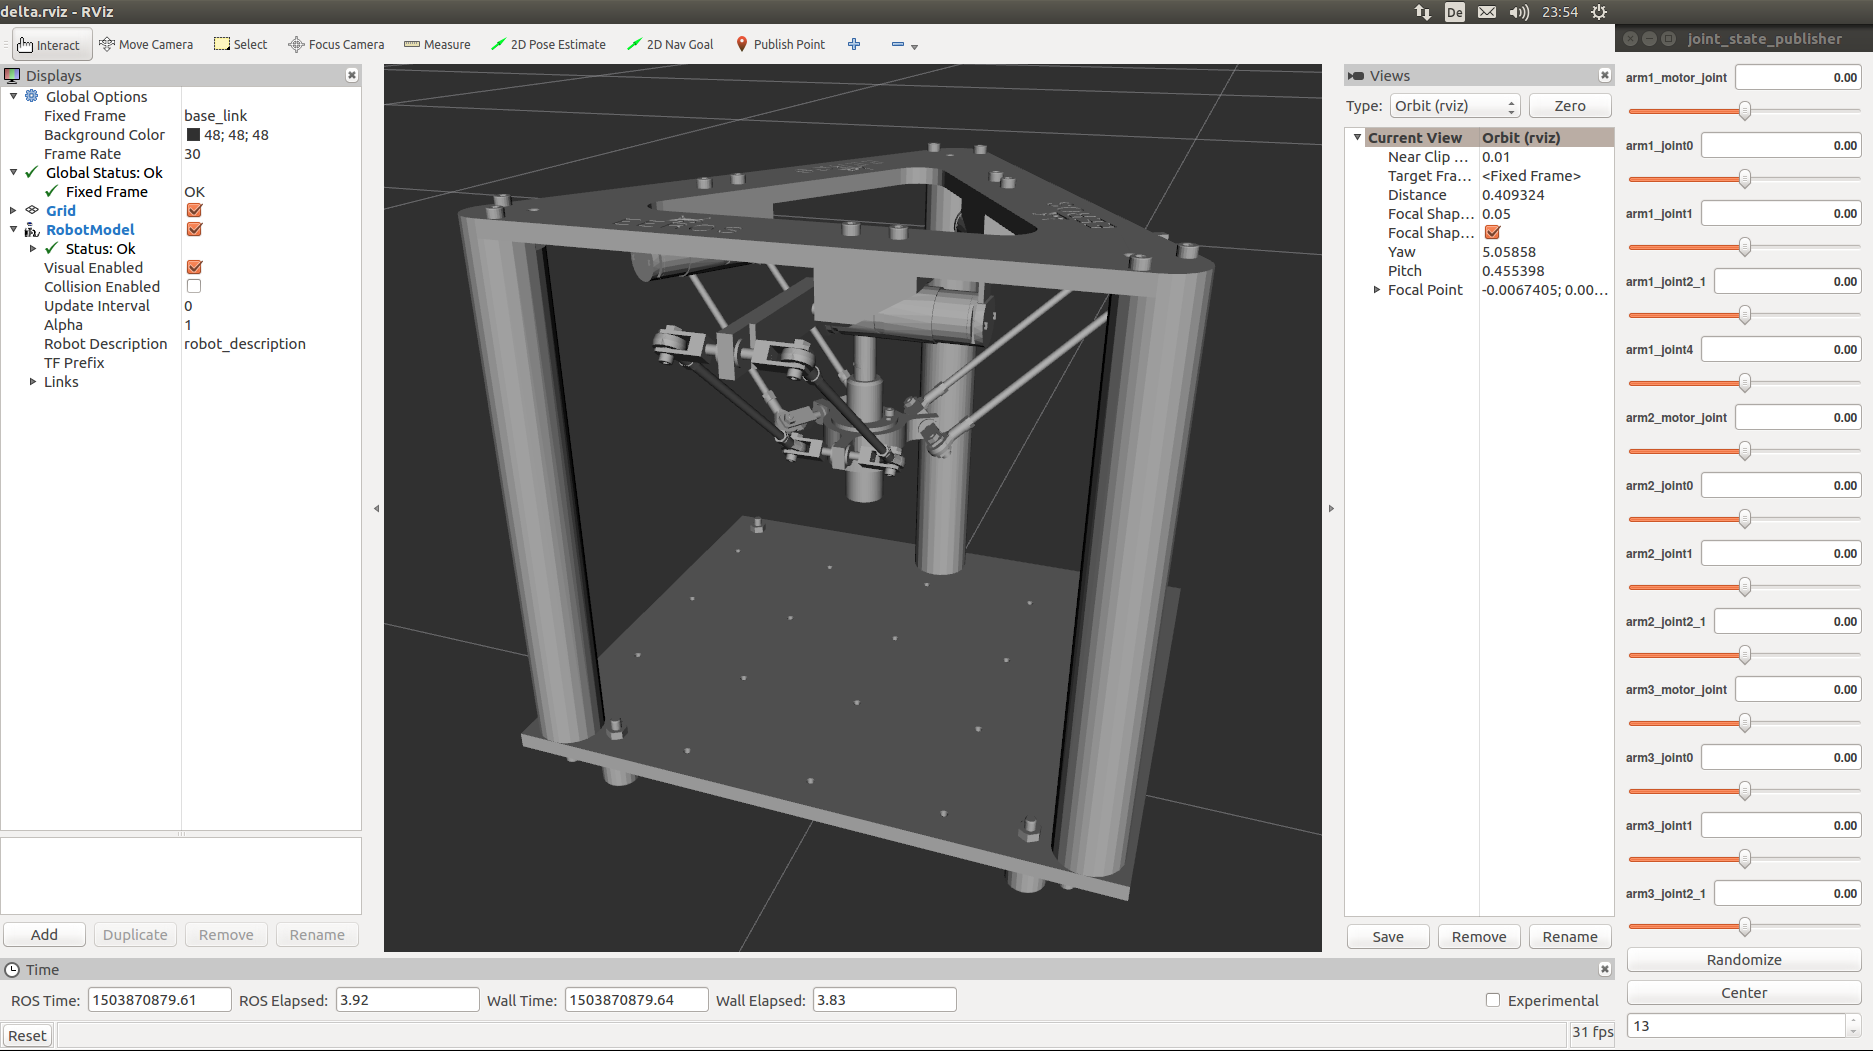 delta.rviz - RViz
De
23:54
Interact
Move Camera
Select
Focus Camera
Measure
2D Pose Estimate
2D Nav Goal
Publish Point
joint_state_publisher
Displays
Global Options
Fixed Frame base_link
Background Color 48; 48; 48
Frame Rate 30
Global Status: Ok
Fixed Frame OK
Grid
RobotModel
Status: Ok
Visual Enabled
Collision Enabled
Update Interval 0
Alpha 1
Robot Description robot_description
TF Prefix
Links
Add
Duplicate
Remove
Rename
Views
Type: Orbit (rviz) Zero
Current View Orbit (rviz)
Near Clip ... 0.01
Target Fra... <Fixed Frame>
Distance 0.409324
Focal Shap... 0.05
Focal Shap...
Yaw 5.05858
Pitch 0.455398
Focal Point -0.0067405; 0.00...
Save
Remove
Rename
arm1_motor_joint 0.00
arm1_joint0 0.00
arm1_joint1 0.00
arm1_joint2_1 0.00
arm1_joint4 0.00
arm2_motor_joint 0.00
arm2_joint0 0.00
arm2_joint1 0.00
arm2_joint2_1 0.00
arm3_motor_joint 0.00
arm3_joint0 0.00
arm3_joint1 0.00
arm3_joint2_1 0.00
Randomize
Center
13
Time
ROS Time: 1503870879.61 ROS Elapsed: 3.92 Wall Time: 1503870879.64 Wall Elapsed: 3.83
Experimental
Reset
31 fps